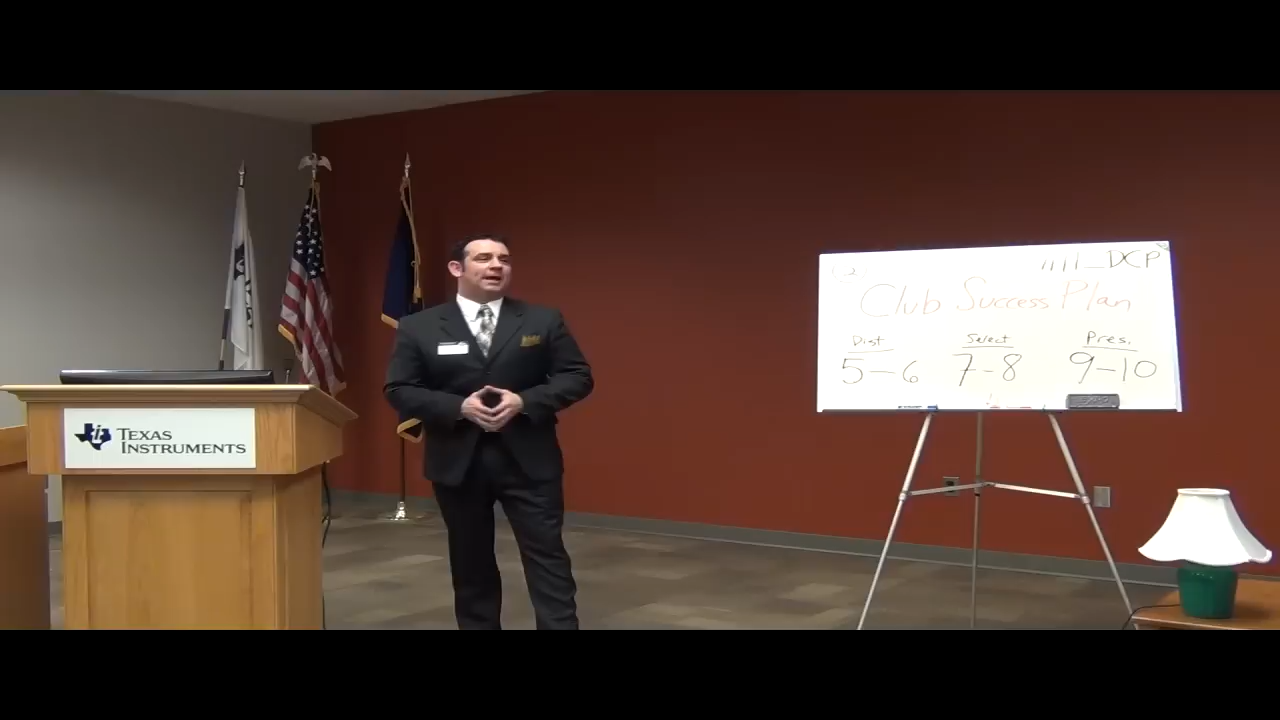 TEXAS
INSTRUMENTS
DCP
Club Success Plan
Dist Select Pres.
5-6 7-8 9-10